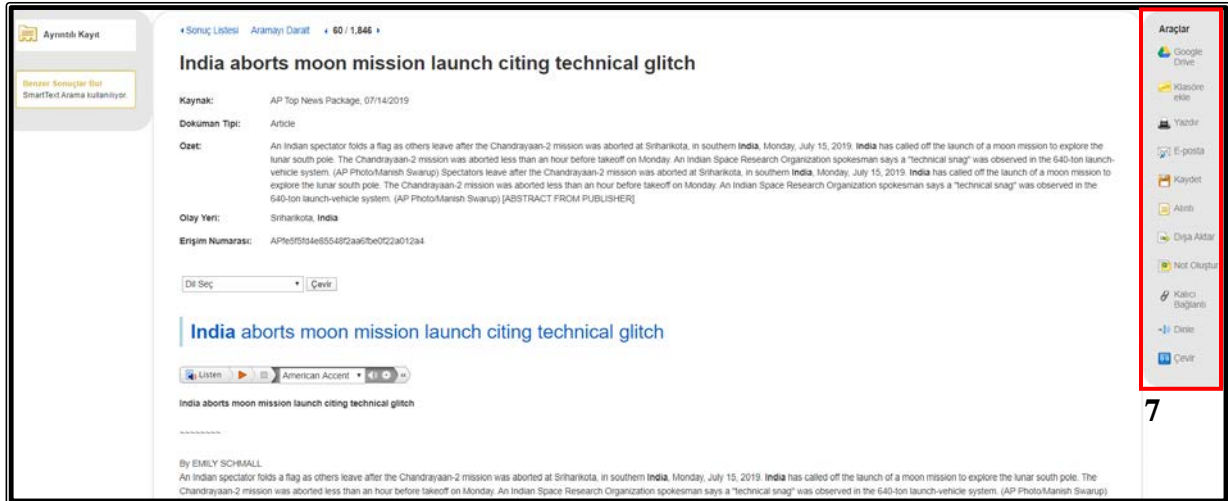 Ayrıntılı Kayıt
Benzer Sonuçlar Bul
SmartText Arama kullanılıyor.
Sonuç Listesi Aramayı Daralt 60 / 1,846
India aborts moon mission launch citing technical glitch
Kaynak: AP Top News Package, 07/14/2019
Doküman Tipi: Article
Özet: An Indian spectator folds a flag as others leave after the Chandrayaan-2 mission was aborted at Sriharikota, in southern India, Monday, July 15, 2019. India has called off the launch of a moon mission to explore the
lunar south pole. The Chandrayaan-2 mission was aborted less than an hour before takeoff on Monday. An Indian Space Research Organization spokesman says a "technical snag" was observed in the 640-ton launch-
vehicle system. (AP Photo/Manish Swarup) Spectators leave after the Chandrayaan-2 mission was aborted at Sriharikota, in southern India, Monday, July 15, 2019. India has called off the launch of a moon mission to
explore the lunar south pole. The Chandrayaan-2 mission was aborted less than an hour before takeoff on Monday. An Indian Space Research Organization spokesman says a "technical snag" was observed in the
640-ton launch-vehicle system. (AP Photo/Manish Swarup) [ABSTRACT FROM PUBLISHER]
Olay Yeri: Sriharikota, India
Erişim Numarası: APfe5f5fd4e85548f2aa6fbe0f22a012a4
Dil Seç Çevir
India aborts moon mission launch citing technical glitch
Listen American Accent
India aborts moon mission launch citing technical glitch
~~~~~~~~
By EMILY SCHMALL
An Indian spectator folds a flag as others leave after the Chandrayaan-2 mission was aborted at Sriharikota, in southern India, Monday, July 15, 2019. India has called off the launch of a moon mission to explore the lunar south pole. The
Chandrayaan-2 mission was aborted less than an hour before takeoff on Monday. An Indian Space Research Organization spokesman says a "technical snag" was observed in the 640-ton launch-vehicle system. (AP Photo/Manish Swarup)
Araçlar
Google
Drive
Klasöre
ekle
Yazdır
E-posta
Kaydet
Alıntı
Dışa Aktar
Not Oluştur
Kalıcı
Bağlantı
Dinle
Çevir
7